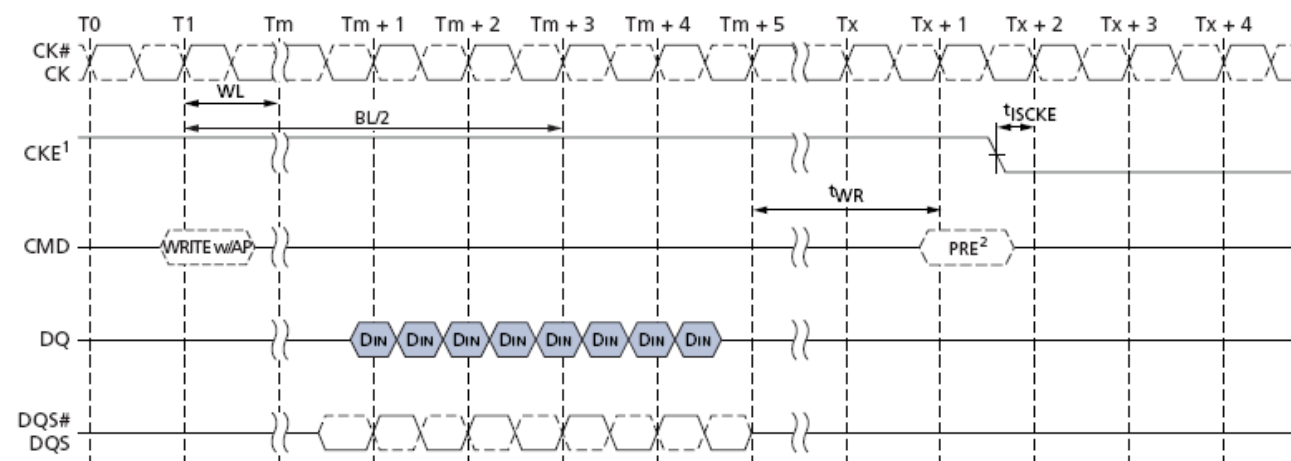 T0 T1 Tm Tm + 1 Tm + 2 Tm + 3 Tm + 4 Tm + 5 Tx Tx + 1 Tx + 2 Tx + 3 Tx + 4
CK#
CK
WL
BL/2
tISCKE
CKE1
tWR
CMD WRITE w/AP PRE2
DQ DIN DIN DIN DIN DIN DIN DIN DIN
DQS#
DQS